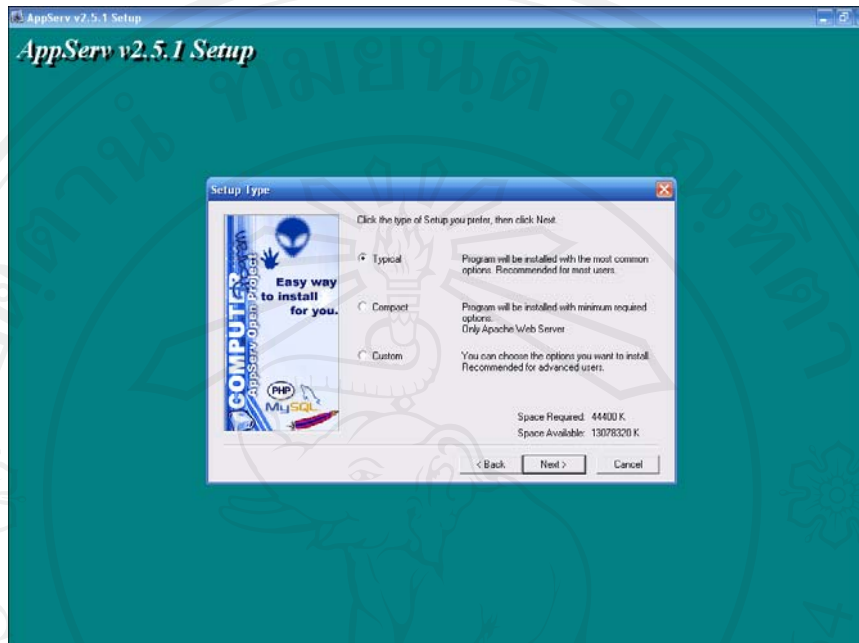 AppServ v2.5.1 Setup
AppServ v2.5.1 Setup
Setup Type
Click the type of Setup you prefer, then click Next.
Typical
Program will be installed with the most common
options. Recommended for most users.
Compact
Program will be installed with minimum required
options.
Only Apache Web Server
Custom
You can choose the options you want to install.
Recommended for advanced users.
COMPUTER
AppServ Open Project
Easy way
to install
for you.
PHP
MySQL
Space Required: 44400 K
Space Available: 13078320 K
< Back
Next >
Cancel